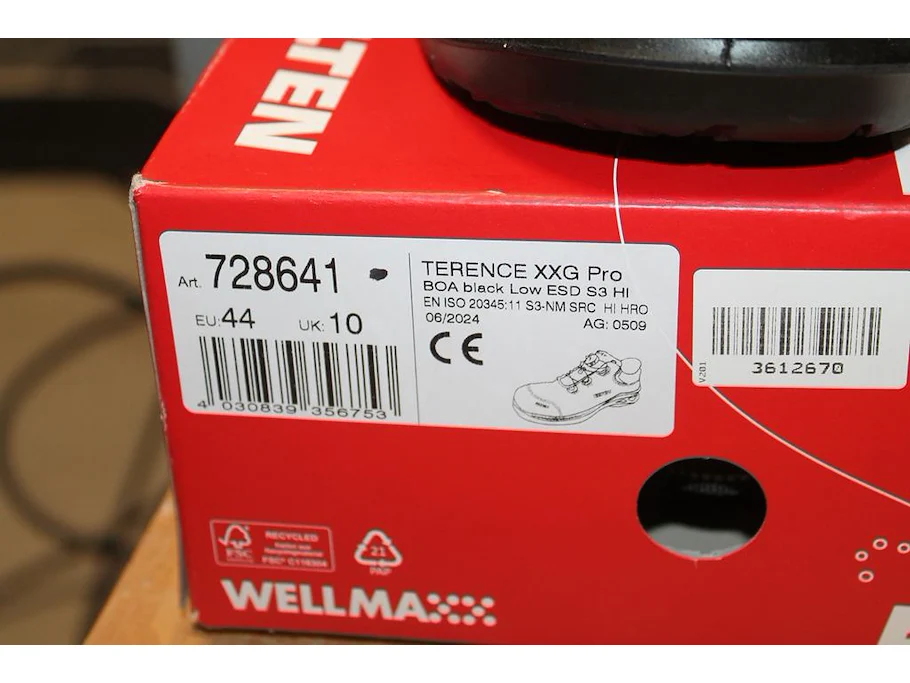 TEN
Art. 728641
EU: 44 UK: 10
4 030839 356753
TERENCE XXG Pro
BOA black Low ESD S3 HI
EN ISO 20345:11 S3-NM SRC HI HRO
06/2024 AG: 0509
CE
V201
3612670
FSC
RECYCLED
21
PAP
WELLMAXX